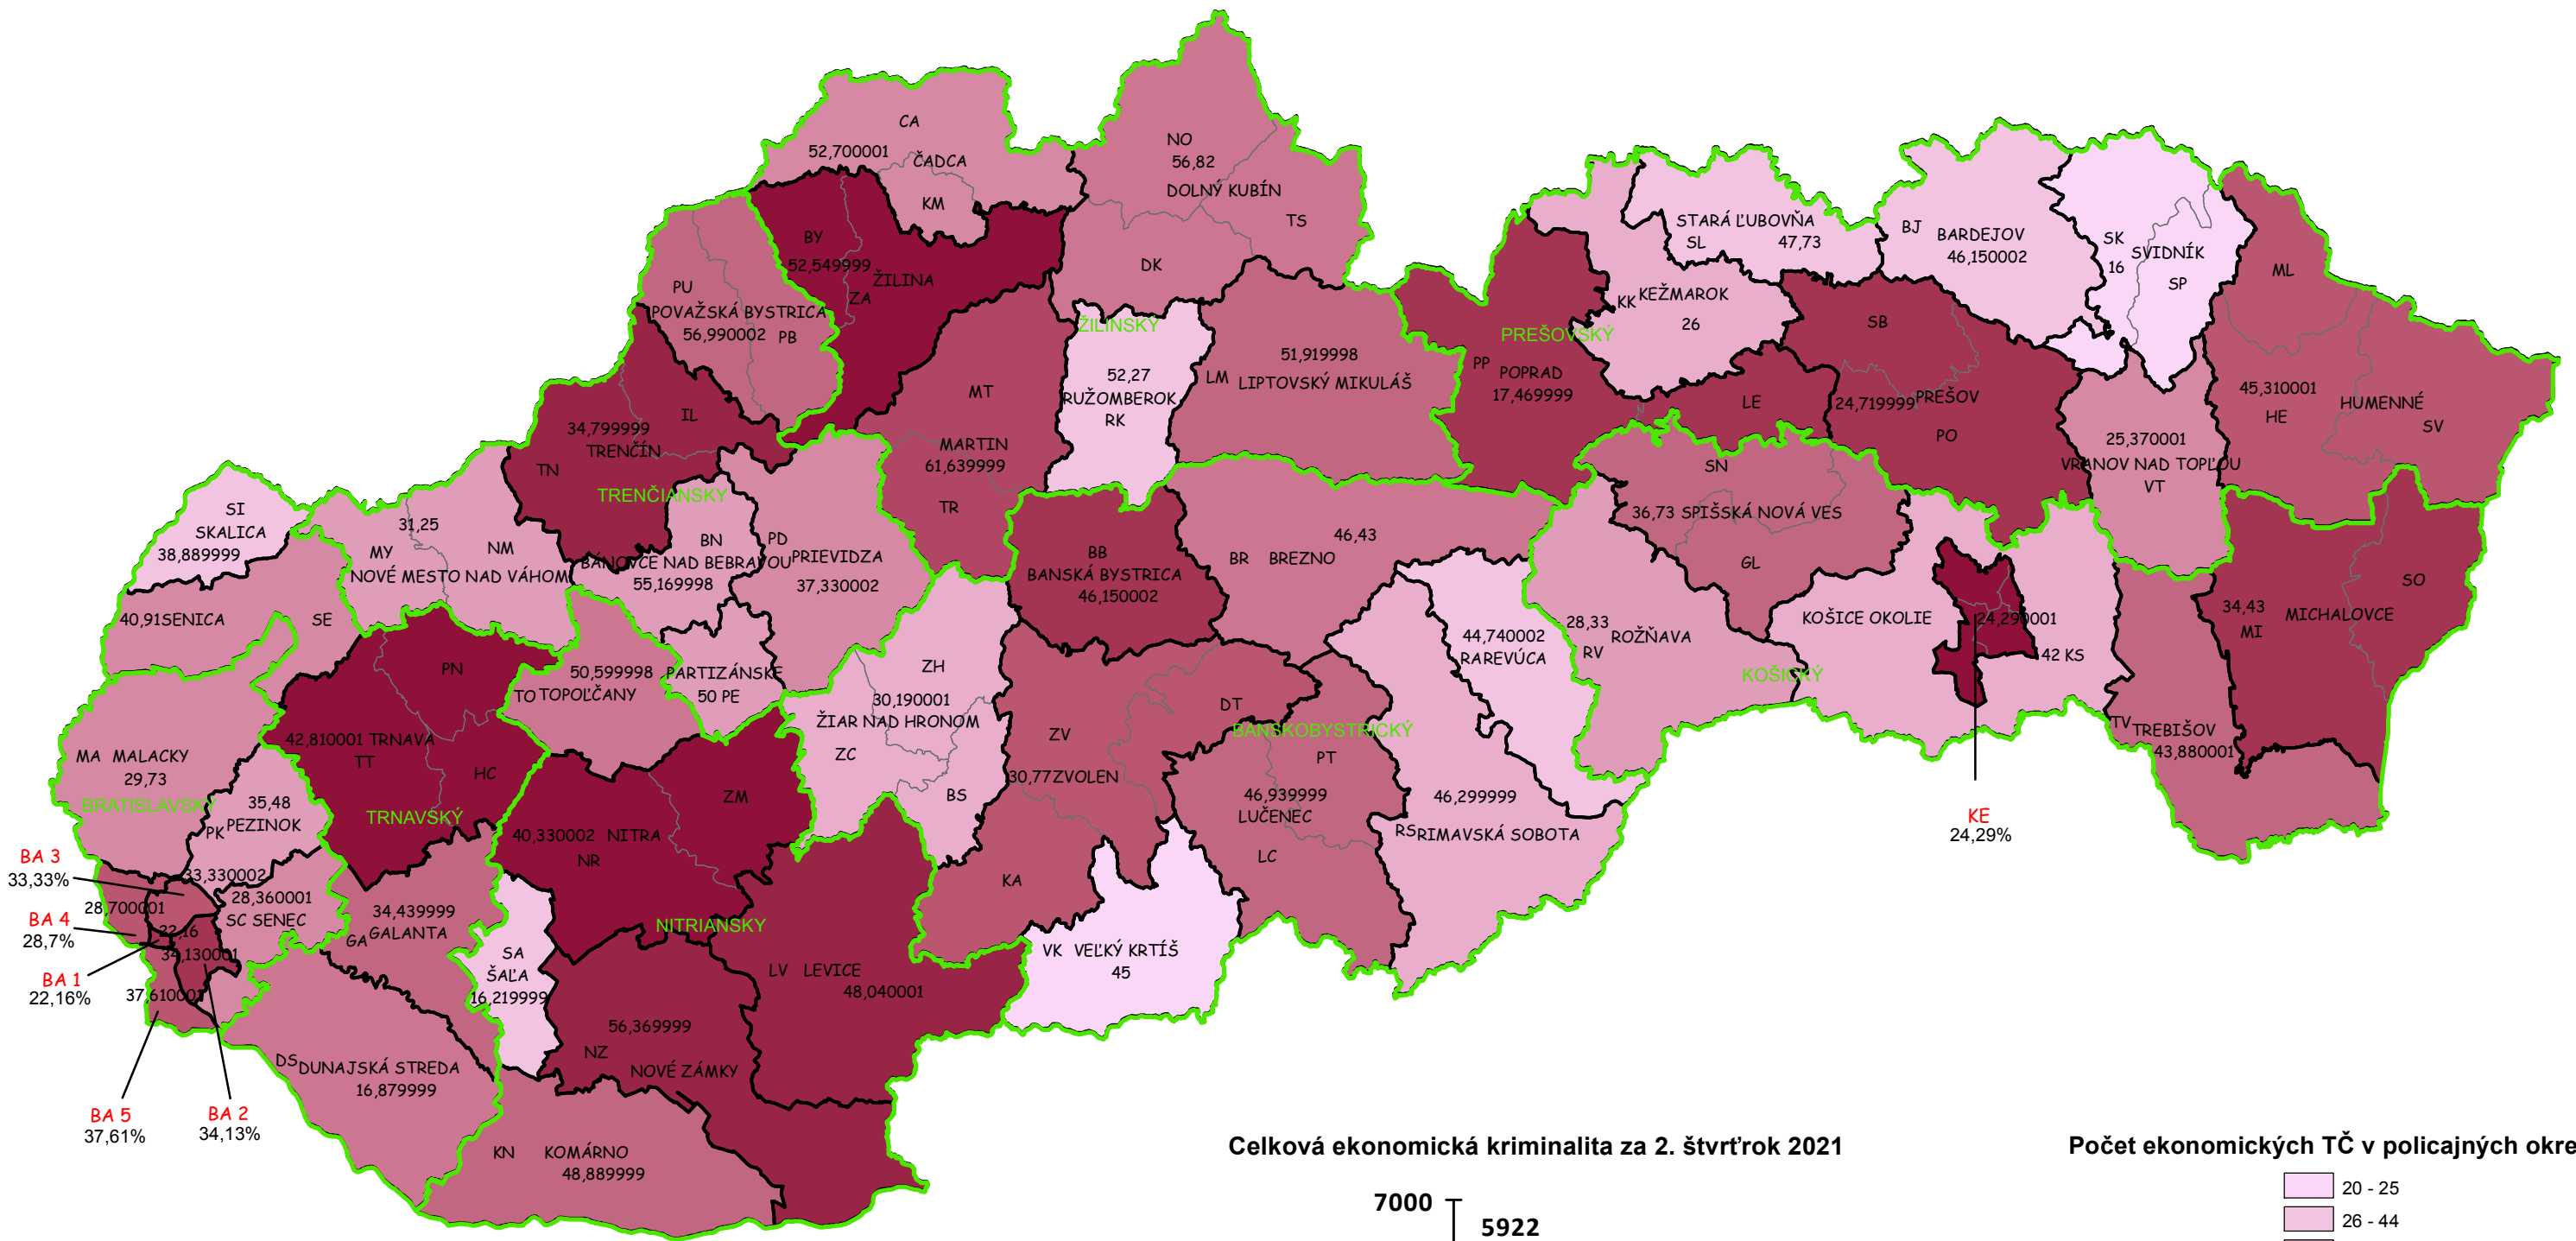 CA
52,700001
ČADCA
KM
NO
56,82
DOLNÝ KUBÍN
TS
DK
BY
52,549999
ŽILINA
ZA
PU
POVAŽSKÁ BYSTRICA
56,990002 PB
ŽILINSKÝ
52,27
RUŽOMBEROK
RK
51,919998
LM LIPTOVSKÝ MIKULÁŠ
MT
MARTIN
61,639999
TR
IL
34,799999
TRENČÍN
TN
TRENČIANSKY
STARÁ ĽUBOVŇA
SL 47,73
BJ BARDEJOV
46,150002
SK SVIDNÍK
16
SP
ML
KK KEŽMAROK
26
PREŠOVSKÝ
PP POPRAD
17,469999
SB
LE
24,719999 PREŠOV
PO
45,310001
HE
HUMENNÉ
SV
25,370001
VRANOV NAD TOPĽOU
VT
SI
SKALICA
38,889999
40,91 SENICA
SE
31,25
MY NM
NOVÉ MESTO NAD VÁHOM
BN
BÁNOVCE NAD BEBRAVOU
55,169998
PD PRIEVIDZA
37,330002
BB
BANSKÁ BYSTRICA
46,150002
46,43
BR BREZNO
SN
36,73 SPIŠSKÁ NOVÁ VES
GL
28,33
RV ROŽŇAVA
KOŠICE OKOLIE
24,290001
42 KS
KOŠICKÝ
34,43
MI
MICHALOVCE
SO
TV
TREBIŠOV
43,880001
KE
24,29%
PN
42,810001 TRNAVA
TT
HC
TRNAVSKÝ
50,599998
TO TOPOĽČANY
PARTIZÁNSKE
50 PE
ZH
30,190001
ŽIAR NAD HRONOM
ZC
BS
ZV
30,77 ZVOLEN
DT
KA
BANSKOBYSTRICKÝ
PT
46,939999
LUČENEC
LC
44,740002
RA REVÚCA
46,299999
RS RIMAVSKÁ SOBOTA
MA MALACKY
29,73
BRATISLAVSKÝ
35,48
PK PEZINOK
33,330002
28,360001
SC SENEC
28,700001
22,16
34,130001
BA 3
33,33%
BA 4
28,7%
BA 1
22,16%
BA 5
37,61%
BA 2
34,13%
34,439999
GA GALANTA
DS DUNAJSKÁ STREDA
16,879999
SA
ŠAĽA
16,219999
40,330002 NITRA
NR
ZM
NITRIANSKY
LV LEVICE
48,040001
56,369999
NZ
NOVÉ ZÁMKY
KN KOMÁRNO
48,889999
VK VEĽKÝ KRTÍŠ
45
Celková ekonomická kriminalita za 2. štvrťrok 2021
7000
5922
Počet ekonomických TČ v policajných okre
20 - 25
26 - 44